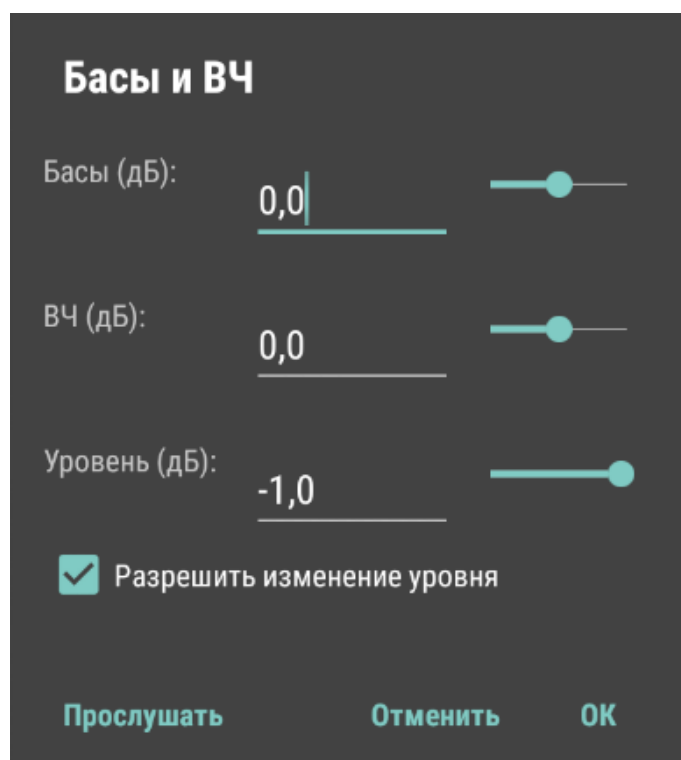 Басы и ВЧ
Басы (дБ):
0,0
ВЧ (дБ):
0,0
Уровень (дБ):
-1,0
Разрешить изменение уровня
Прослушать Отменить ОК